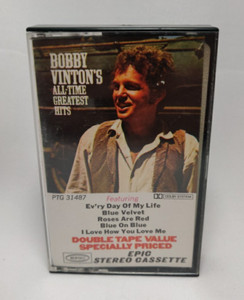 BOBBY
VINTON'S
ALL-TIME
GREATEST
HITS
PTG 31487
Featuring
Ev'ry Day Of My Life
Blue Velvet
Roses Are Red
Blue On Blue
I Love How You Love Me
DOUBLE TAPE VALUE
SPECIALLY PRICED
EPIC
STEREO CASSETTE